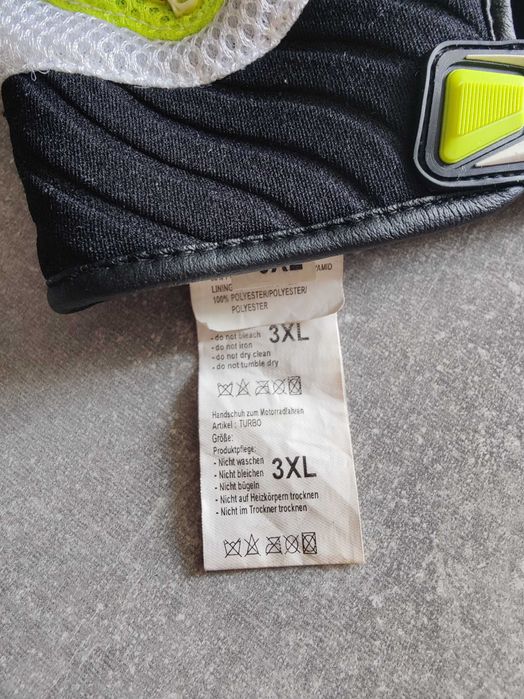 3XL
LINING
100% POLYESTER/POLYESTER/
POLYESTER
- do not bleach
- do not iron
- do not dry clean
- do not tumble dry
3XL
Handschuh zum Motorradfahren
Artikel : TURBO
Größe:
Produktpflege:
- Nicht waschen
- Nicht bleichen
- Nicht bügeln
- Nicht auf Heizkörpern trocknen
- Nicht im Trockner trocknen
3XL